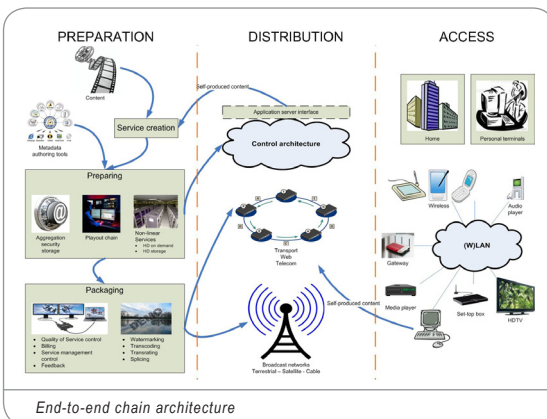 PREPARATION
DISTRIBUTION
ACCESS
Content
Self-produced content
Application server interface
Service creation
Control architecture
Metadata
authoring tools
Home
Personal terminals
Preparing
Aggregation
security
storage
Playout chain
Non-linear
Services
• HD on demand
• HD storage
Transport
Web
Telecom
Wireless
Audio
player
(W)LAN
Gateway
Packaging
• Quality of Service control
• Billing
• Service management
control
• Feedback
• Watermarking
• Transcoding
• Transrating
• Splicing
Self-produced content
Media player
Set-top box
HDTV
Broadcast networks
Terrestrial – Satellite - Cable
End-to-end chain architecture